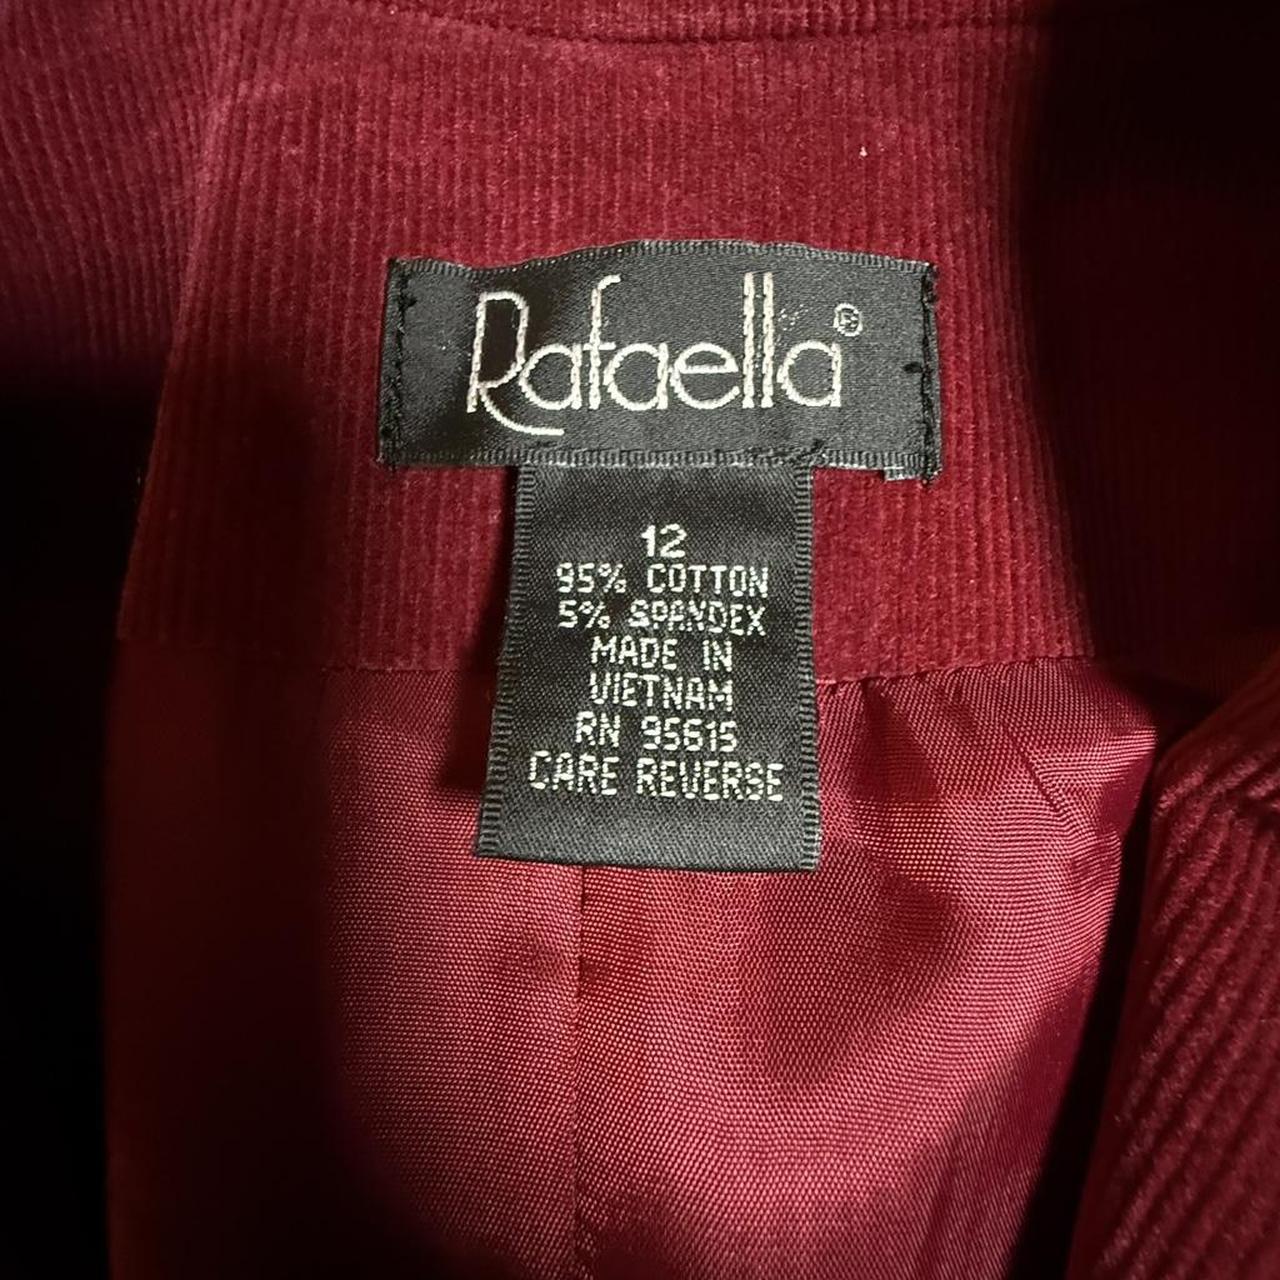 Rafaella®
12
95% COTTON
5% SPANDEX
MADE IN
VIETNAM
RN 95615
CARE REVERSE